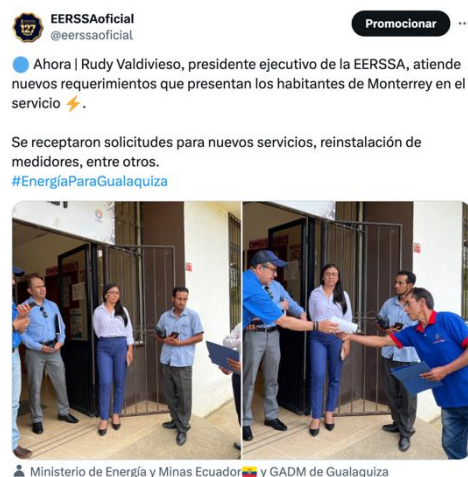 EERSSAoficial
@eerssaoficial
Promocionar
Ahora | Rudy Valdivieso, presidente ejecutivo de la EERSSA, atiende
nuevos requerimientos que presentan los habitantes de Monterrey en el
servicio ⚡.
Se receptaron solicitudes para nuevos servicios, reinstalación de
medidores, entre otros.
#EnergíaParaGualaquiza
Ministerio de Energía y Minas Ecuador🇪🇨 y GADM de Gualaquiza